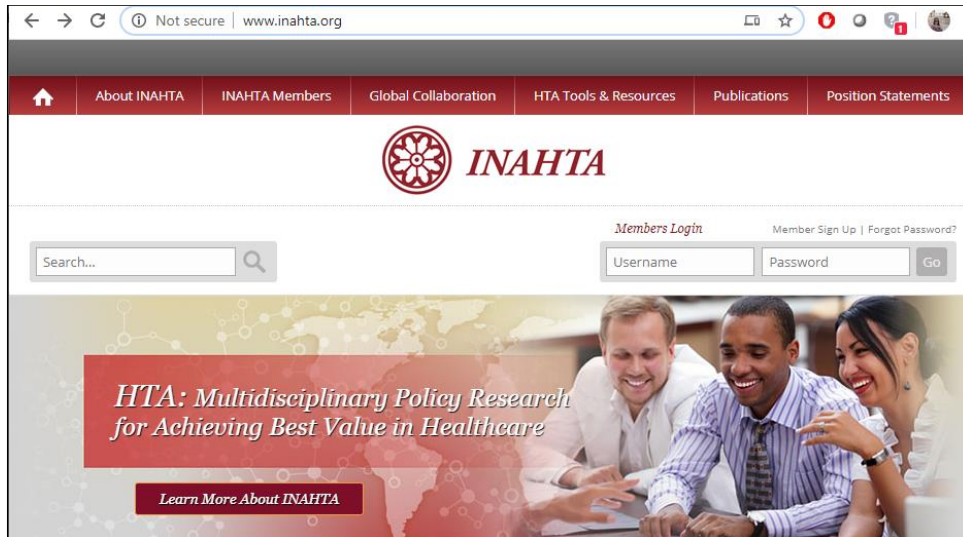 Not secure | www.inahta.org
1
About INAHTA
INAHTA Members
Global Collaboration
HTA Tools & Resources
Publications
Position Statements
INAHTA
Members Login
Member Sign Up | Forgot Password?
Search...
Username
Password
Go
HTA: Multidisciplinary Policy Research
for Achieving Best Value in Healthcare
Learn More About INAHTA